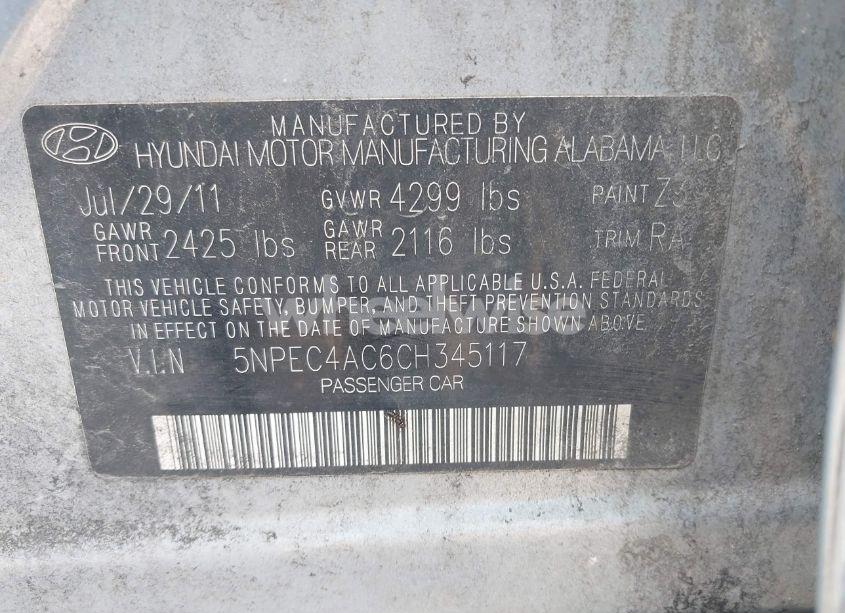 MANUFACTURED BY
HYUNDAI MOTOR MANUFACTURING ALABAMA, LLC
Jul/29/11 GVWR 4299 lbs PAINT Z3
GAWR FRONT 2425 lbs GAWR REAR 2116 lbs TRIM RA
THIS VEHICLE CONFORMS TO ALL APPLICABLE U.S.A. FEDERAL
MOTOR VEHICLE SAFETY, BUMPER, AND THEFT PREVENTION STANDARDS
IN EFFECT ON THE DATE OF MANUFACTURE SHOWN ABOVE.
V.I.N 5NPEC4AC6CH345117
PASSENGER CAR